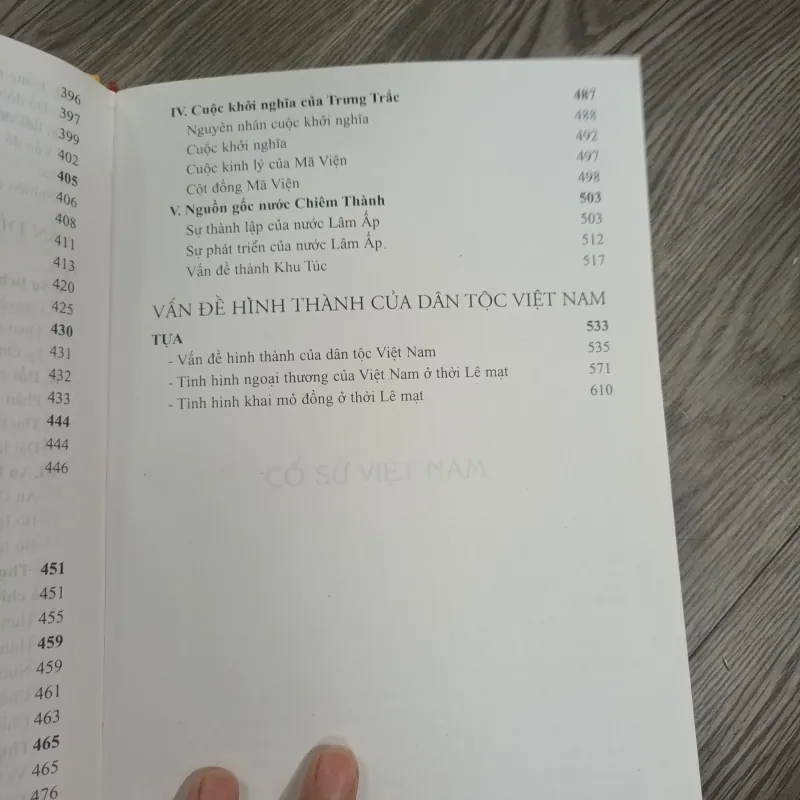 396
397
399
402
405
406
408
411
413
420
425
430
431
432
433
444
444
446
451
451
455
459
459
461
463
465
465
476
IV. Cuộc khởi nghĩa của Trưng Trắc 487
Nguyên nhân cuộc khởi nghĩa 488
Cuộc khởi nghĩa 492
Cuộc kinh lý của Mã Viện 497
Cột đồng Mã Viện 498
V. Nguồn gốc nước Chiêm Thành 503
Sự thành lập của nước Lâm Ấp 503
Sự phát triển của nước Lâm Ấp. 512
Vấn đề thành Khu Túc 517
VẤN ĐỀ HÌNH THÀNH CỦA DÂN TỘC VIỆT NAM
TỰA 533
- Vấn đề hình thành của dân tộc Việt Nam 535
- Tình hình ngoại thương của Việt Nam ở thời Lê mạt 571
- Tình hình khai mỏ đồng ở thời Lê mạt 610
CỔ SỬ VIỆT NAM